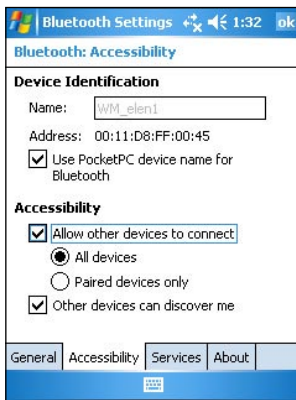 Bluetooth Settings 1:32 ok
Bluetooth: Accessibility
Device Identification
Name: WM_elen1
Address: 00:11:D8:FF:00:45
Use PocketPC device name for
Bluetooth
Accessibility
Allow other devices to connect
All devices
Paired devices only
Other devices can discover me
General Accessibility Services About